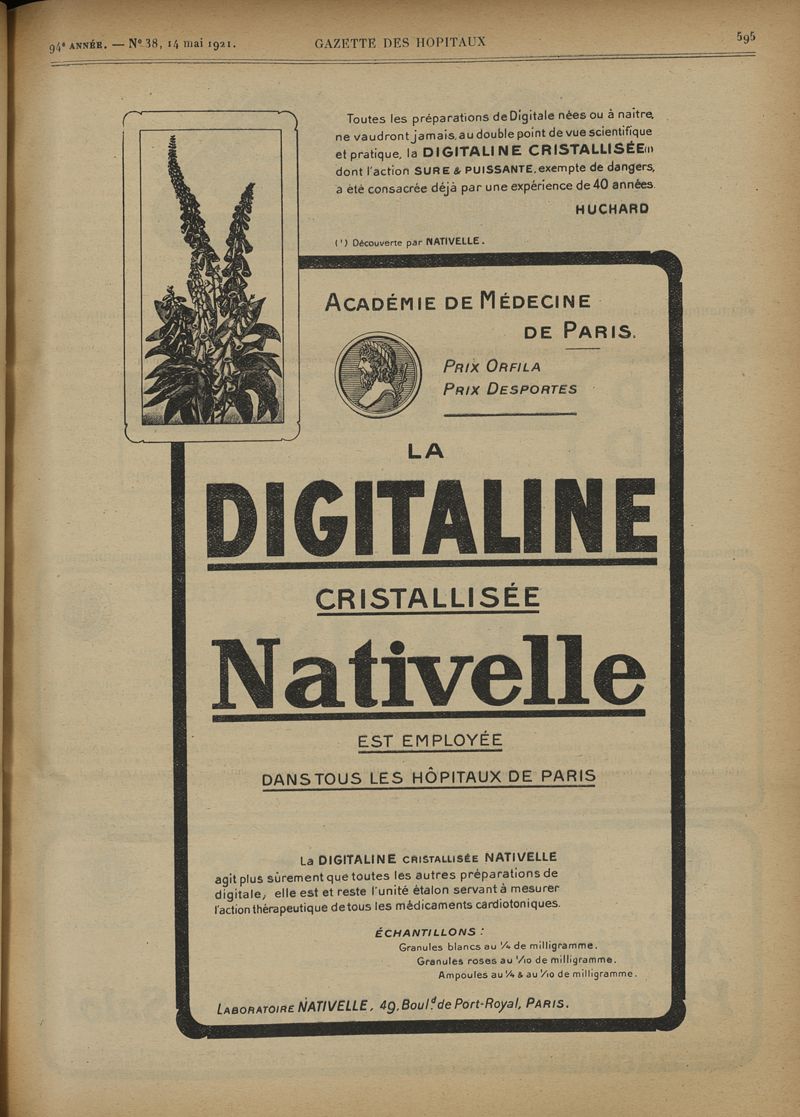 94e ANNÉE. — No 38, 14 mai 1921.
GAZETTE DES HOPITAUX
595
Toutes les préparations de Digitale nées ou à naitre,
ne vaudront jamais, au double point de vue scientifique
et pratique, la DIGITALINE CRISTALLISÉE(1)
dont l'action SURE & PUISSANTE, exempte de dangers,
a été consacrée déjà par une expérience de 40 années.
HUCHARD
(1) Découverte par NATIVELLE.
ACADÉMIE DE MÉDECINE
DE PARIS.
PRIX ORFILA
PRIX DESPORTES
LA
DIGITALINE
CRISTALLISÉE
Nativelle
EST EMPLOYÉE
DANS TOUS LES HÔPITAUX DE PARIS
La DIGITALINE CRISTALLISÉE NATIVELLE
agit plus sûrement que toutes les autres préparations de
digitale, elle est et reste l'unité étalon servant à mesurer
l'action thérapeutique de tous les médicaments cardiotoniques.
ÉCHANTILLONS :
Granules blancs au 1/4 de milligramme.
Granules roses au 1/10 de milligramme.
Ampoules au 1/4 & au 1/10 de milligramme.
LABORATOIRE NATIVELLE, 49, Boul.d de Port-Royal, PARIS.